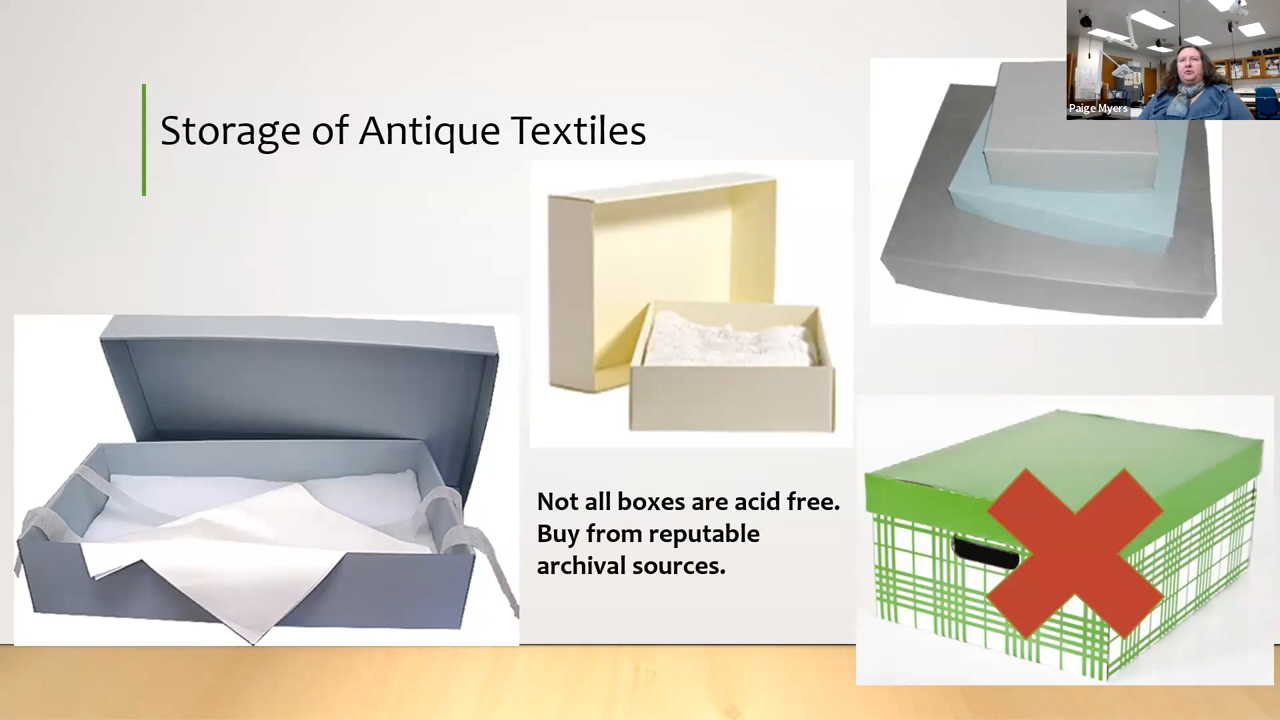 Paige Myers
Storage of Antique Textiles
Not all boxes are acid free.
Buy from reputable
archival sources.